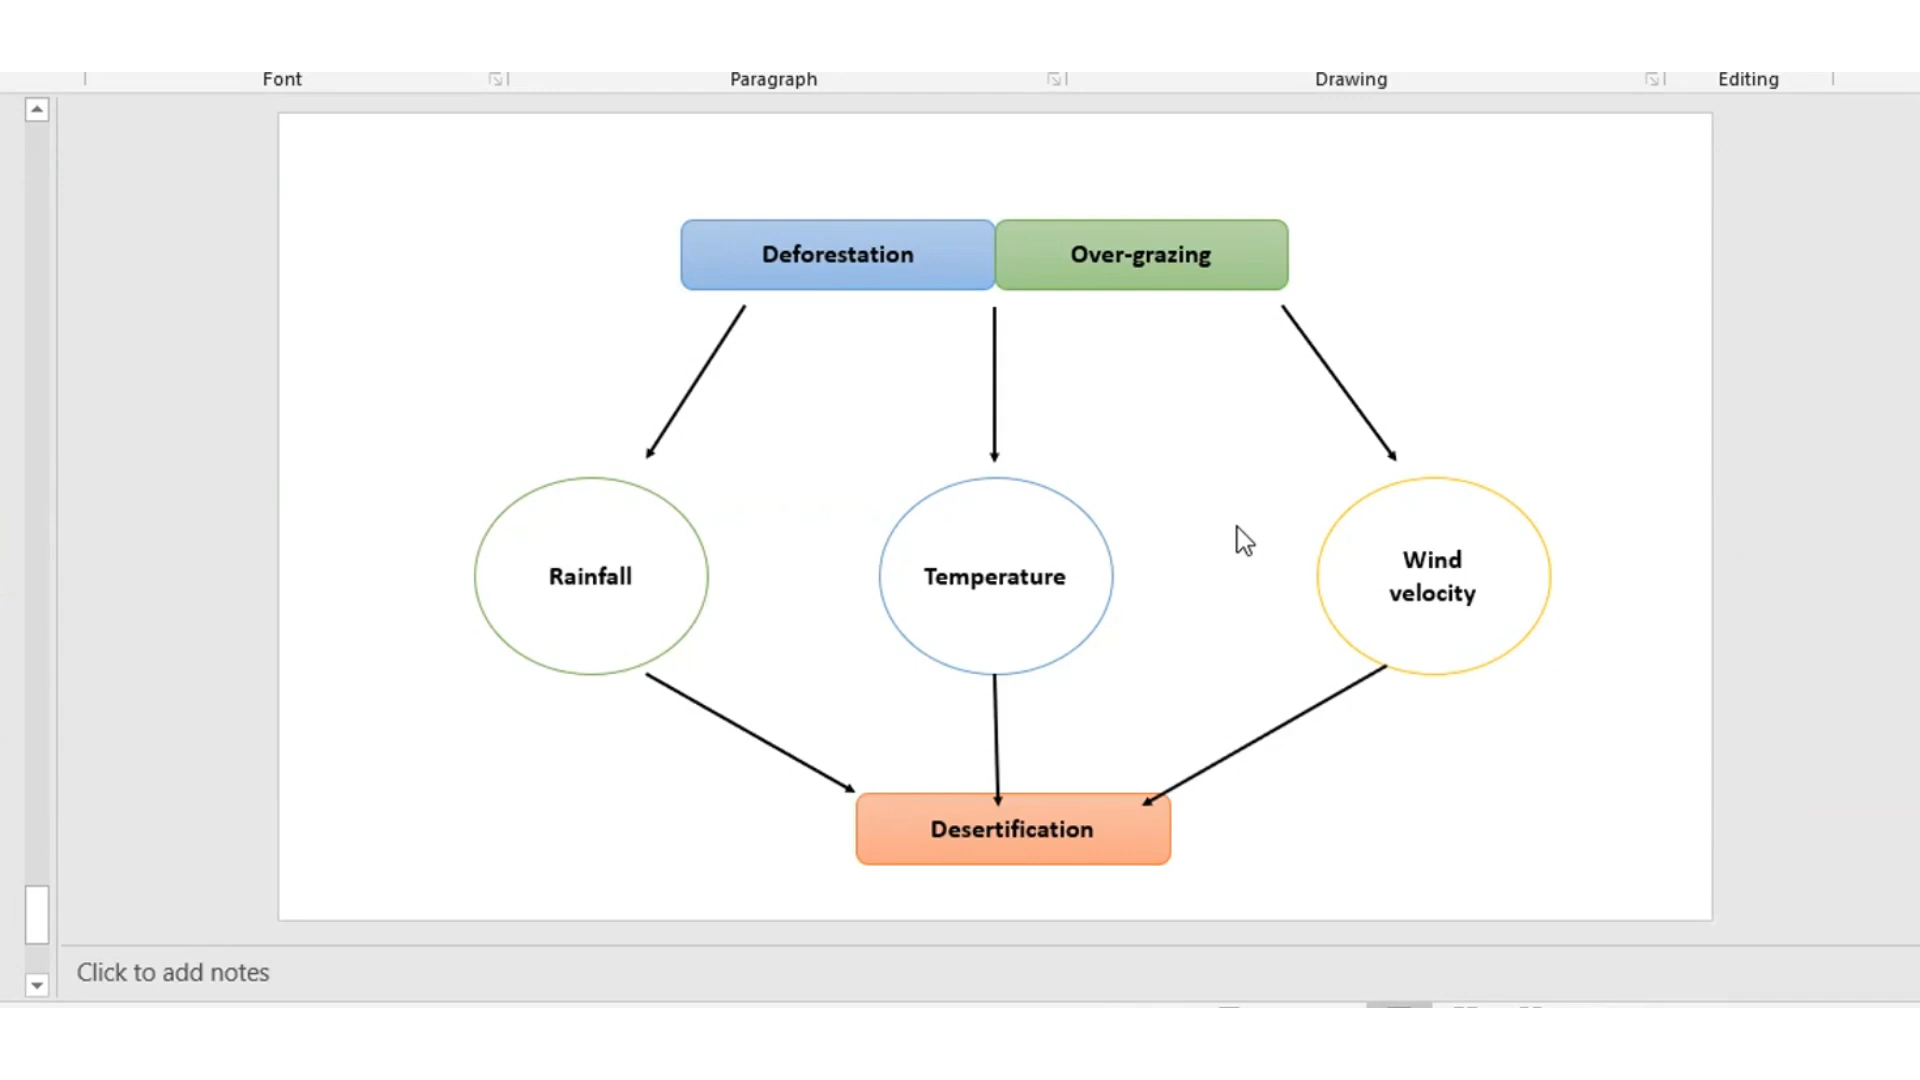 Font Paragraph Drawing Editing
Deforestation Over-grazing
Rainfall
Temperature
Wind
velocity
Desertification
Click to add notes